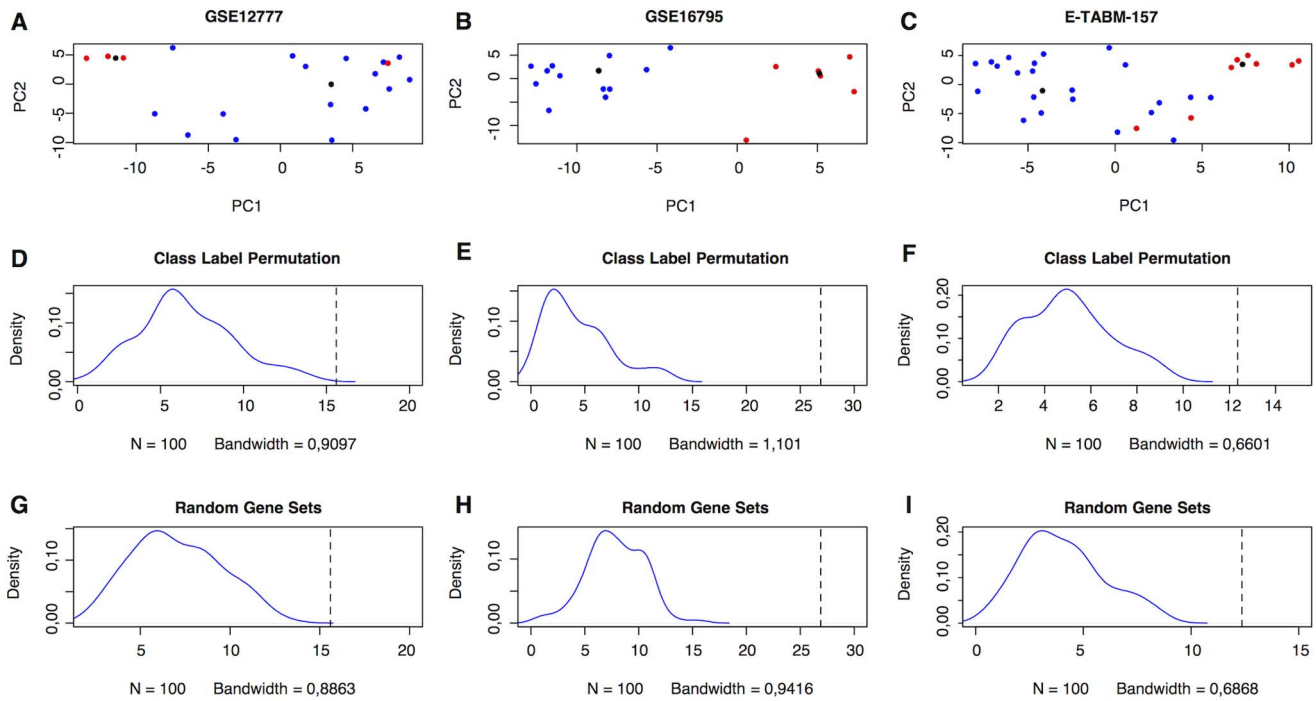 A GSE12777
PC2
5
0
-5
-10
-10 -5 0 5
PC1
B GSE16795
5
0
-10
-10 -5 0 5
PC1
C E-TABM-157
PC2
5
0
-5
-10
-5 0 5 10
PC1
D Class Label Permutation
Density
0,10
0,00
0 5 10 15 20
N = 100 Bandwidth = 0,9097
E Class Label Permutation
Density
0,10
0,00
0 5 10 15 20 25 30
N = 100 Bandwidth = 1,101
F Class Label Permutation
Density
0,20
0,10
0,00
2 4 6 8 10 12 14
N = 100 Bandwidth = 0,6601
G Random Gene Sets
Density
0,10
0,00
5 10 15 20
N = 100 Bandwidth = 0,8863
H Random Gene Sets
Density
0,10
0,00
0 5 10 15 20 25 30
N = 100 Bandwidth = 0,9416
I Random Gene Sets
Density
0,20
0,10
0,00
0 5 10 15
N = 100 Bandwidth = 0,6868